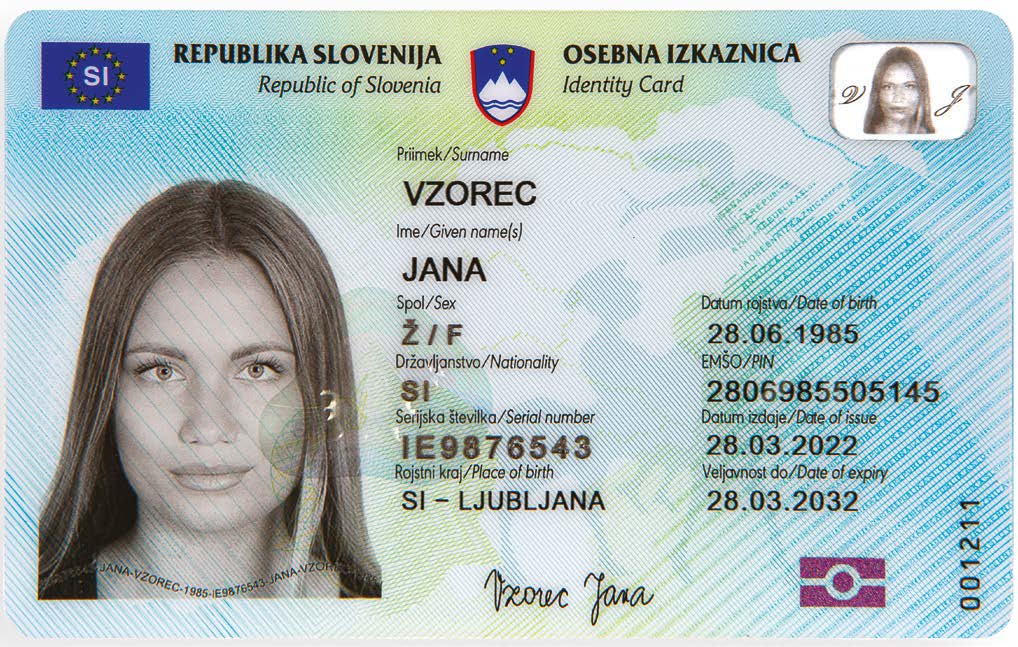 SI
REPUBLIKA SLOVENIJA
Republic of Slovenia
OSEBNA IZKAZNICA
Identity Card
V J
Priimek/Surname
VZOREC
Ime/Given name(s)
JANA
Spol/Sex
Ž / F
Datum rojstva/Date of birth
28.06.1985
Državljanstvo/Nationality
SI
EMŠO/PIN
2806985505145
Serijska številka/Serial number
IE9876543
Datum izdaje/Date of issue
28.03.2022
Rojstni kraj/Place of birth
SI – LJUBLJANA
Veljavnost do/Date of expiry
28.03.2032
JANA-VZOREC-1985-IE9876543-JANA-VZOR
Vzorec Jana
001211